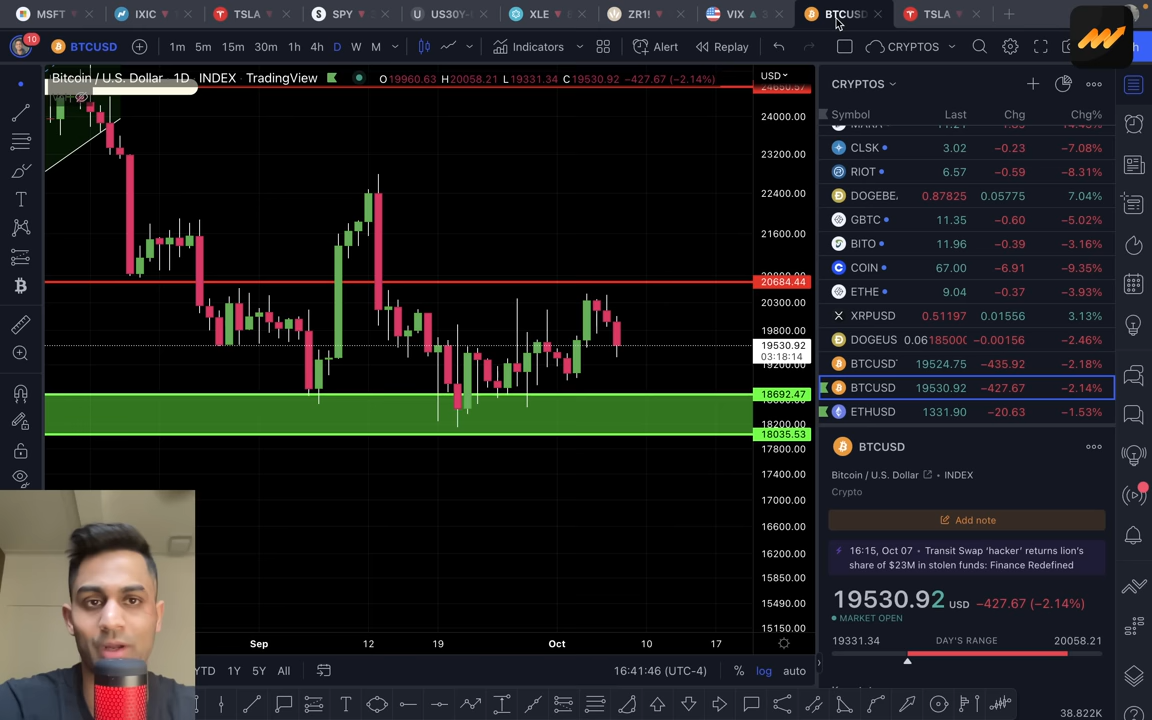 MSFT IXIC TSLA SPY US30Y XLE ZR1! VIX 3 BTCUSD TSLA
10 BTCUSD 1m 5m 15m 30m 1h 4h D W M Indicators Alert Replay CRYPTOS
Bitcoin / U.S. Dollar 1D INDEX TradingView O19960.63 H20058.21 L19331.34 C19530.92 −427.67 (−2.14%)
USD
24000.00
23200.00
22400.00
21600.00
20684.44
20300.00
19800.00
19530.92
03:18:14
18692.47
18200.00
18035.53
17800.00
17400.00
17000.00
16600.00
16200.00
15850.00
15490.00
15150.00
Sep 12 19 Oct 10 17
YTD 1Y 5Y All 16:41:46 (UTC-4) % log auto
CRYPTOS
Symbol Last Chg Chg%
CLSK 3.02 −0.23 −7.08%
RIOT 6.57 −0.59 −8.31%
DOGEBE. 0.87825 0.05775 7.04%
GBTC 11.35 −0.60 −5.02%
BITO 11.96 −0.39 −3.16%
COIN 67.00 −6.91 −9.35%
ETHE 9.04 −0.37 −3.93%
XRPUSD 0.51197 0.01556 3.13%
DOGEUS 0.06185000 −0.00156 −2.46%
BTCUSD 19524.75 −435.92 −2.18%
BTCUSD 19530.92 −427.67 −2.14%
ETHUSD 1331.90 −20.63 −1.53%
BTCUSD
Bitcoin / U.S. Dollar • INDEX
Crypto
Add note
16:15, Oct 07 • Transit Swap ‘hacker’ returns lion’s
share of $23M in stolen funds: Finance Redefined
19530.92 USD −427.67 (−2.14%)
MARKET OPEN
19331.34 DAY'S RANGE 20058.21
38.822K